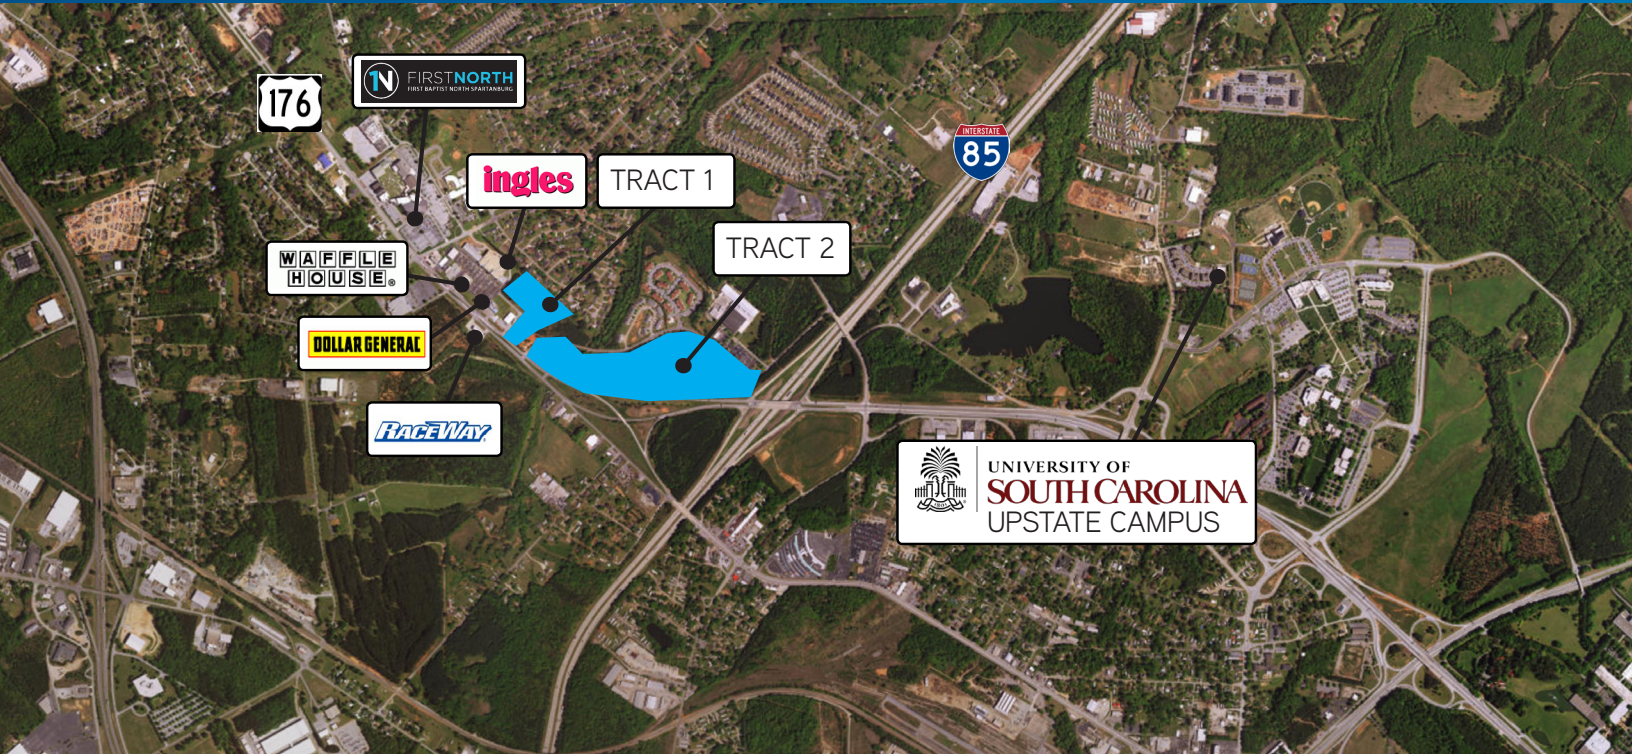 176
1N FIRSTNORTH
FIRST BAPTIST NORTH SPARTANBURG
ingles
TRACT 1
INTERSTATE
85
TRACT 2
WAFFLE
HOUSE®
DOLLAR GENERAL
RACEWAY
UNIVERSITY OF
SOUTH CAROLINA
UPSTATE CAMPUS